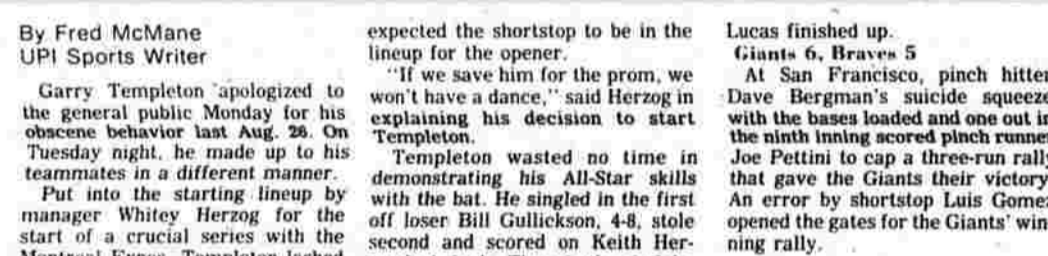 By Fred McMane
UPI Sports Writer
Garry Templeton apologized to
the general public Monday for his
obscene behavior last Aug. 26. On
Tuesday night, he made up to his
teammates in a different manner.
Put into the starting lineup by
manager Whitey Herzog for the
start of a crucial series with the
Montreal Expos, Templeton
expected the shortstop to be in the
lineup for the opener.
"If we save him for the prom, we
won't have a dance," said Herzog in
explaining his decision to start
Templeton.
Templeton wasted no time in
demonstrating his All-Star skills
with the bat. He singled in the first
off loser Bill Gullickson, 4-8, stole
second and scored on Keith Her-
Lucas finished up.
Giants 6, Braves 5
At San Francisco, pinch hitter
Dave Bergman's suicide squeeze
with the bases loaded and one out in
the ninth inning scored pinch runner
Joe Pettini to cap a three-run rally
that gave the Giants their victory.
An error by shortstop Luis Gomez
opened the gates for the Giants' win-
ning rally.